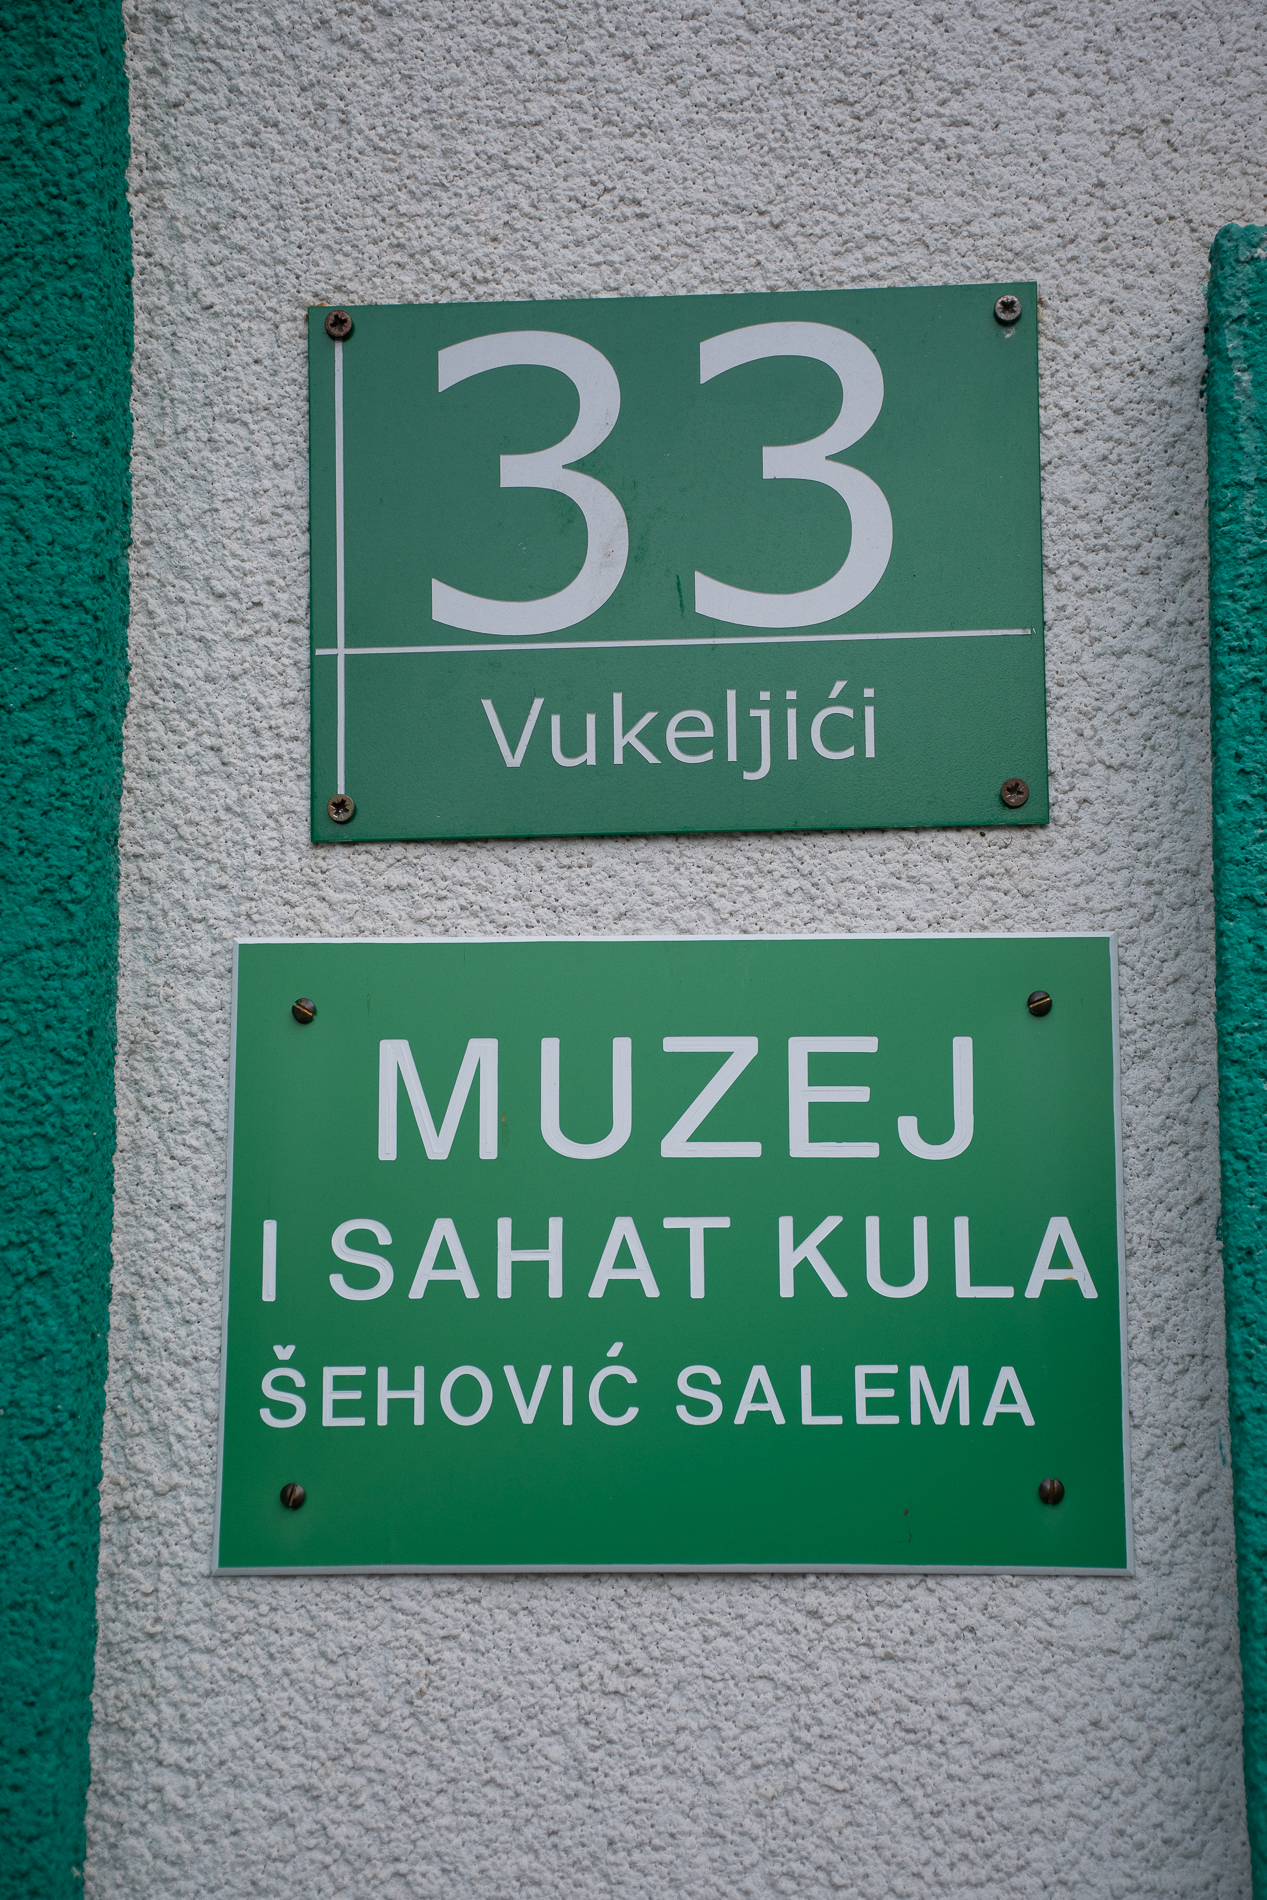 33
Vukeljići
MUZEJ
I SAHAT KULA
ŠEHOVIĆ SALEMA